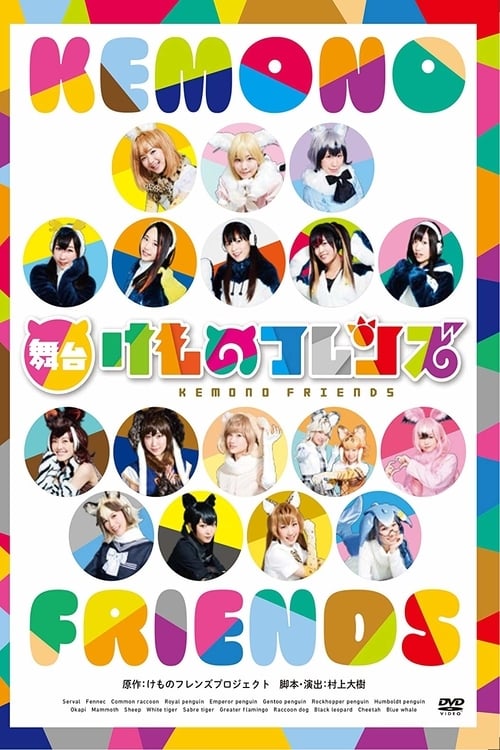 KEMONO
舞台 けものフレンズ
KEMONO FRIENDS
FRIENDS
原作:けものフレンズプロジェクト 脚本・演出:村上大樹
Serval Fennec Common raccoon Royal penguin Emperor penguin Gentoo penguin Rockhopper penguin Humboldt penguin
Okapi Mammoth Sheep White tiger Sabre tiger Greater flamingo Raccoon dog Black leopard Cheetah Blue whale
DVD
VIDEO